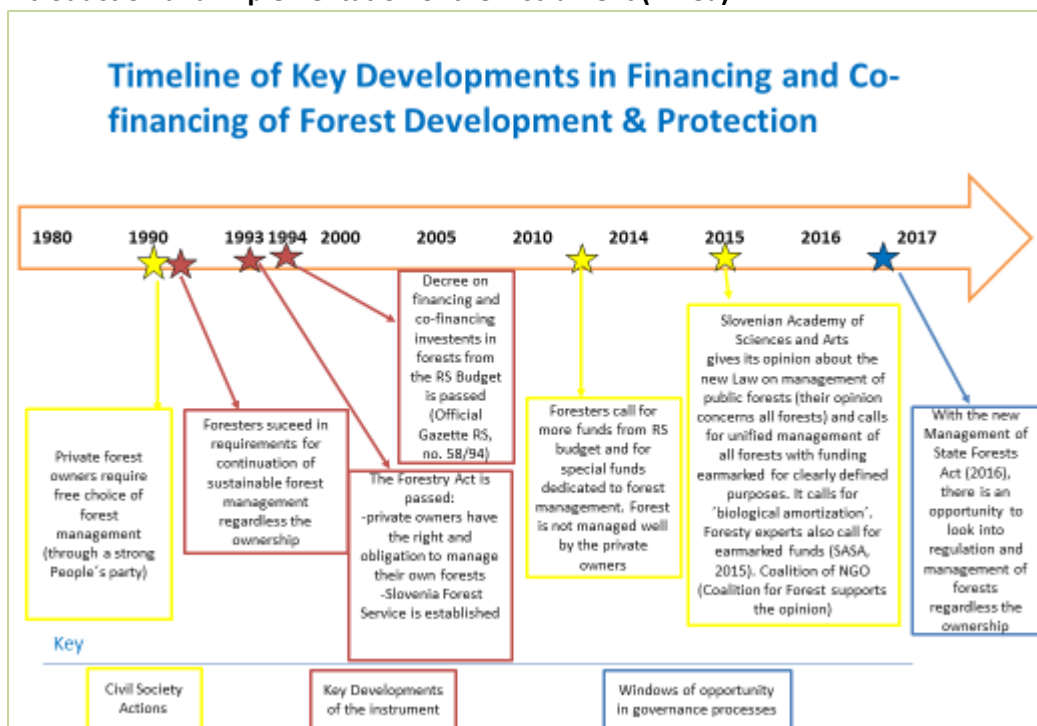 Timeline of Key Developments in Financing and Co-
financing of Forest Development & Protection
1980 1990 1993 1994 2000 2005 2010 2014 2015 2016 2017
Private forest
owners require
free choice of
forest
management
(through a strong
People´s party)
Foresters suceed in
requirements for
continuation of
sustainable forest
management
regardless the
ownership
The Forestry Act is
passed:
-private owners have
the right and
obligation to manage
their own forests
-Slovenia Forest
Service is established
Decree on
financing and
co-financing
investents in
forests from
the RS Budget
is passed
(Official
Gazette RS,
no. 58/94)
Foresters call for
more funds from RS
budget and for
special funds
dedicated to forest
management. Forest
is not managed well
by the private
owners
Slovenian Academy of
Sciences and Arts
gives its opinion about the
new Law on management of
public forests (their opinion
concerns all forests) and calls
for unified management of
all forests with funding
earmarked for clearly defined
purposes. It calls for
´biological amortization´.
Foresty experts also call for
earmarked funds (SASA,
2015). Coalition of NGO
(Coalition for Forest supports
the opinion)
With the new
Management of
State Forests
Act (2016),
there is an
opportunity to
look into
regulation and
management of
forests
regardless the
ownership
Key
Civil Society
Actions
Key Developments
of the instrument
Windows of opportunity
in governance processes